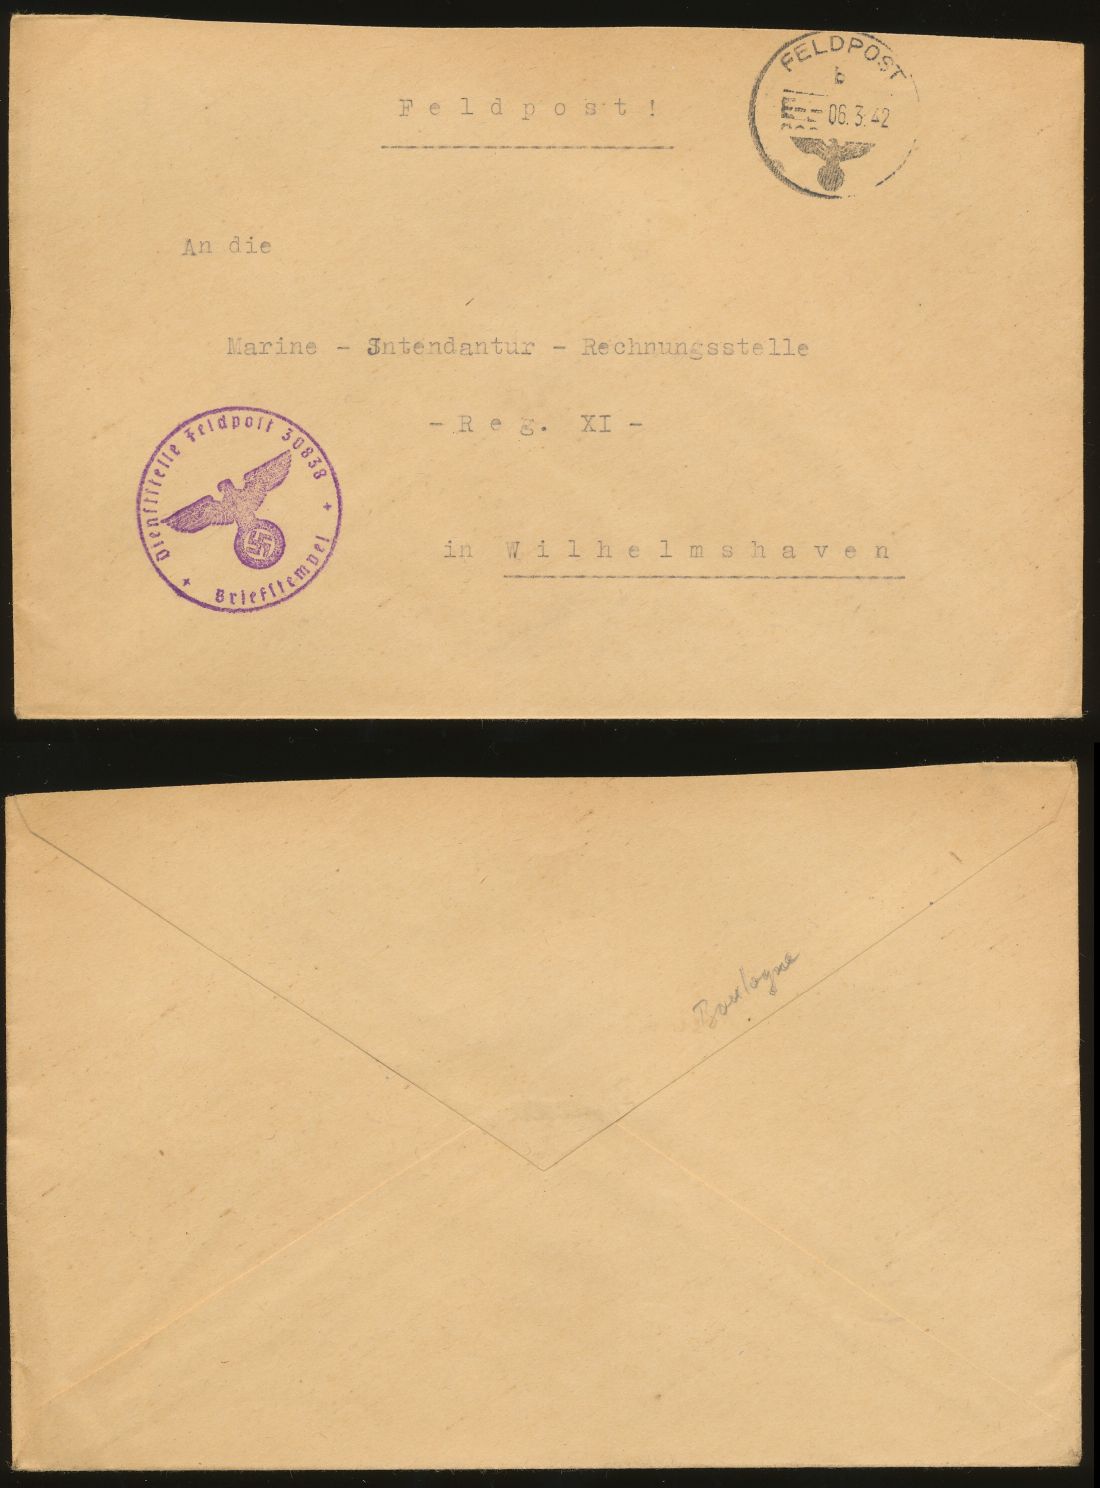 Feldpost!
FELDPOST
b
06.3.42
An die
Marine - Intendantur - Rechnungsstelle
- Reg. XI -
in Wilhelmshaven
Dienststelle Feldpost 30838
Briefstempel
Boulogne